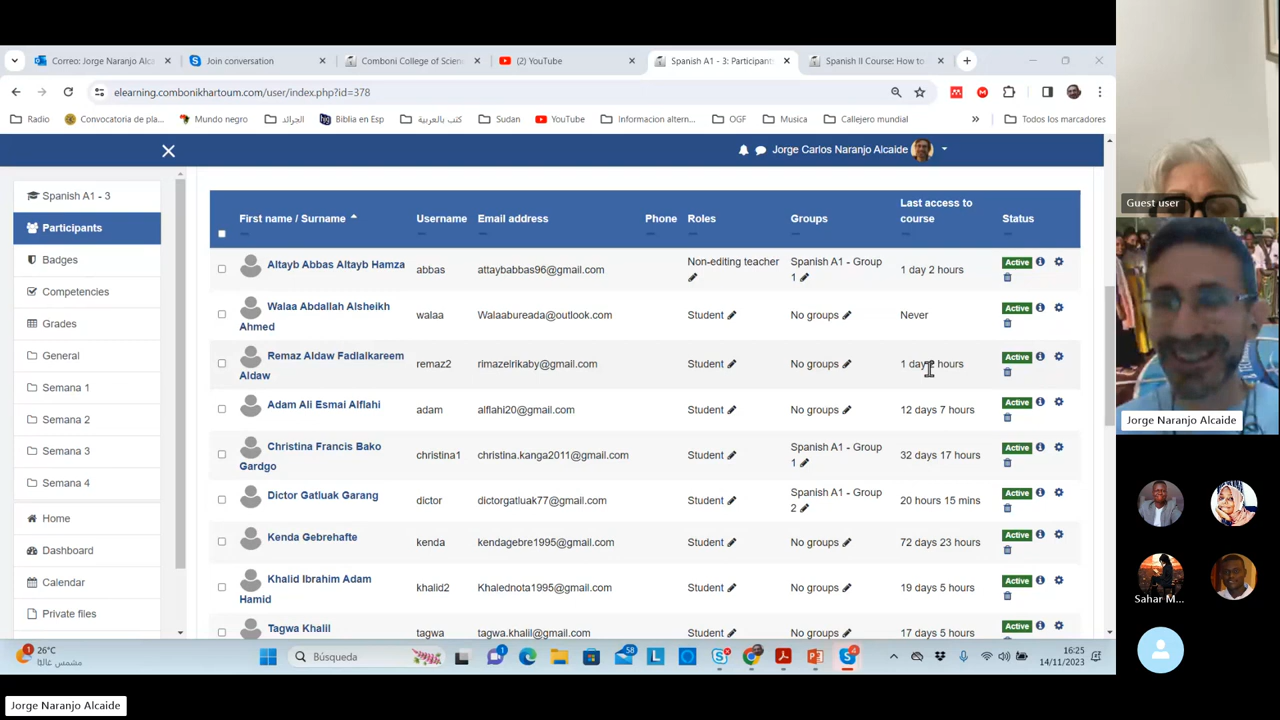 Correo: Jorge Naranjo Alca
Join conversation
Comboni College of Scien
(2) YouTube
Spanish A1 - 3: Participant
Spanish II Course: How to
elearning.combonikhartoum.com/user/index.php?id=378
Radio
Convocatoria de pla...
Mundo negro
الجرائد
Biblia en Esp
كتب بالعربية
Sudan
YouTube
Informacion altern...
OGF
Musica
Callejero mundial
»
Todos los marcadores
Jorge Carlos Naranjo Alcaide
Spanish A1 - 3
Participants
Badges
Competencies
Grades
General
Semana 1
Semana 2
Semana 3
Semana 4
Home
Dashboard
Calendar
Private files
First name / Surname Username Email address Phone Roles Groups Last access to course Status
Altayb Abbas Altayb Hamza abbas attaybabbas96@gmail.com Non-editing teacher Spanish A1 - Group 1 1 day 2 hours Active
Walaa Abdallah Alsheikh Ahmed walaa Walaabureada@outlook.com Student No groups Never Active
Remaz Aldaw Fadlalkareem Aldaw remaz2 rimazelrikaby@gmail.com Student No groups 1 day 2 hours Active
Adam Ali Esmai Alflahi adam alflahi20@gmail.com Student No groups 12 days 7 hours Active
Christina Francis Bako Gardgo christina1 christina.kanga2011@gmail.com Student Spanish A1 - Group 1 32 days 17 hours Active
Dictor Gatluak Garang dictor dictorgatluak77@gmail.com Student Spanish A1 - Group 2 20 hours 15 mins Active
Kenda Gebrehafte kenda kendagebre1995@gmail.com Student No groups 72 days 23 hours Active
Khalid Ibrahim Adam Hamid khalid2 Khalednota1995@gmail.com Student No groups 19 days 5 hours Active
Tagwa Khalil tagwa tagwa.khalil@gmail.com Student No groups 17 days 5 hours Active
Guest user
Jorge Naranjo Alcaide
Sahar M...
1
26°C
مشمس غالبًا
Búsqueda
58
16:25
14/11/2023
Jorge Naranjo Alcaide